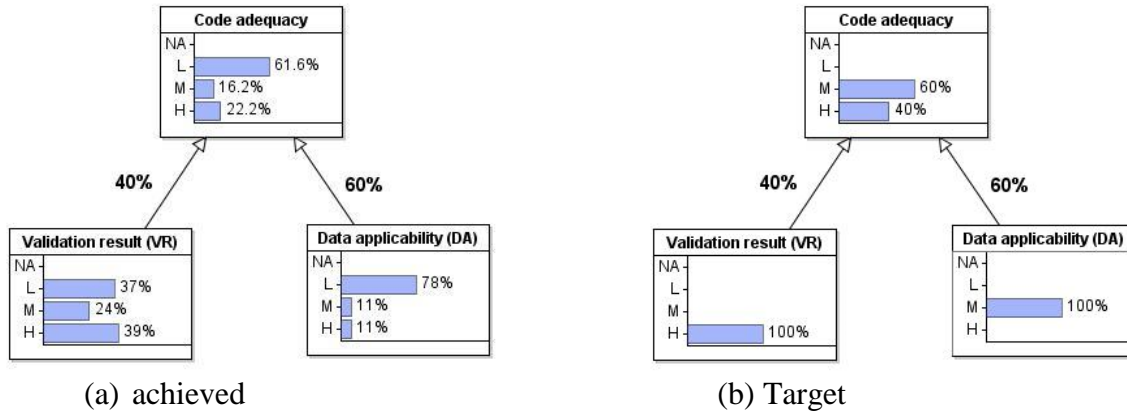 Code adequacy
NA
L 61.6%
M 16.2%
H 22.2%
40%
60%
Validation result (VR)
NA
L 37%
M 24%
H 39%
Data applicability (DA)
NA
L 78%
M 11%
H 11%
(a) achieved
Code adequacy
NA
L
M 60%
H 40%
40%
60%
Validation result (VR)
NA
L
M
H 100%
Data applicability (DA)
NA
L
M 100%
H
(b) Target